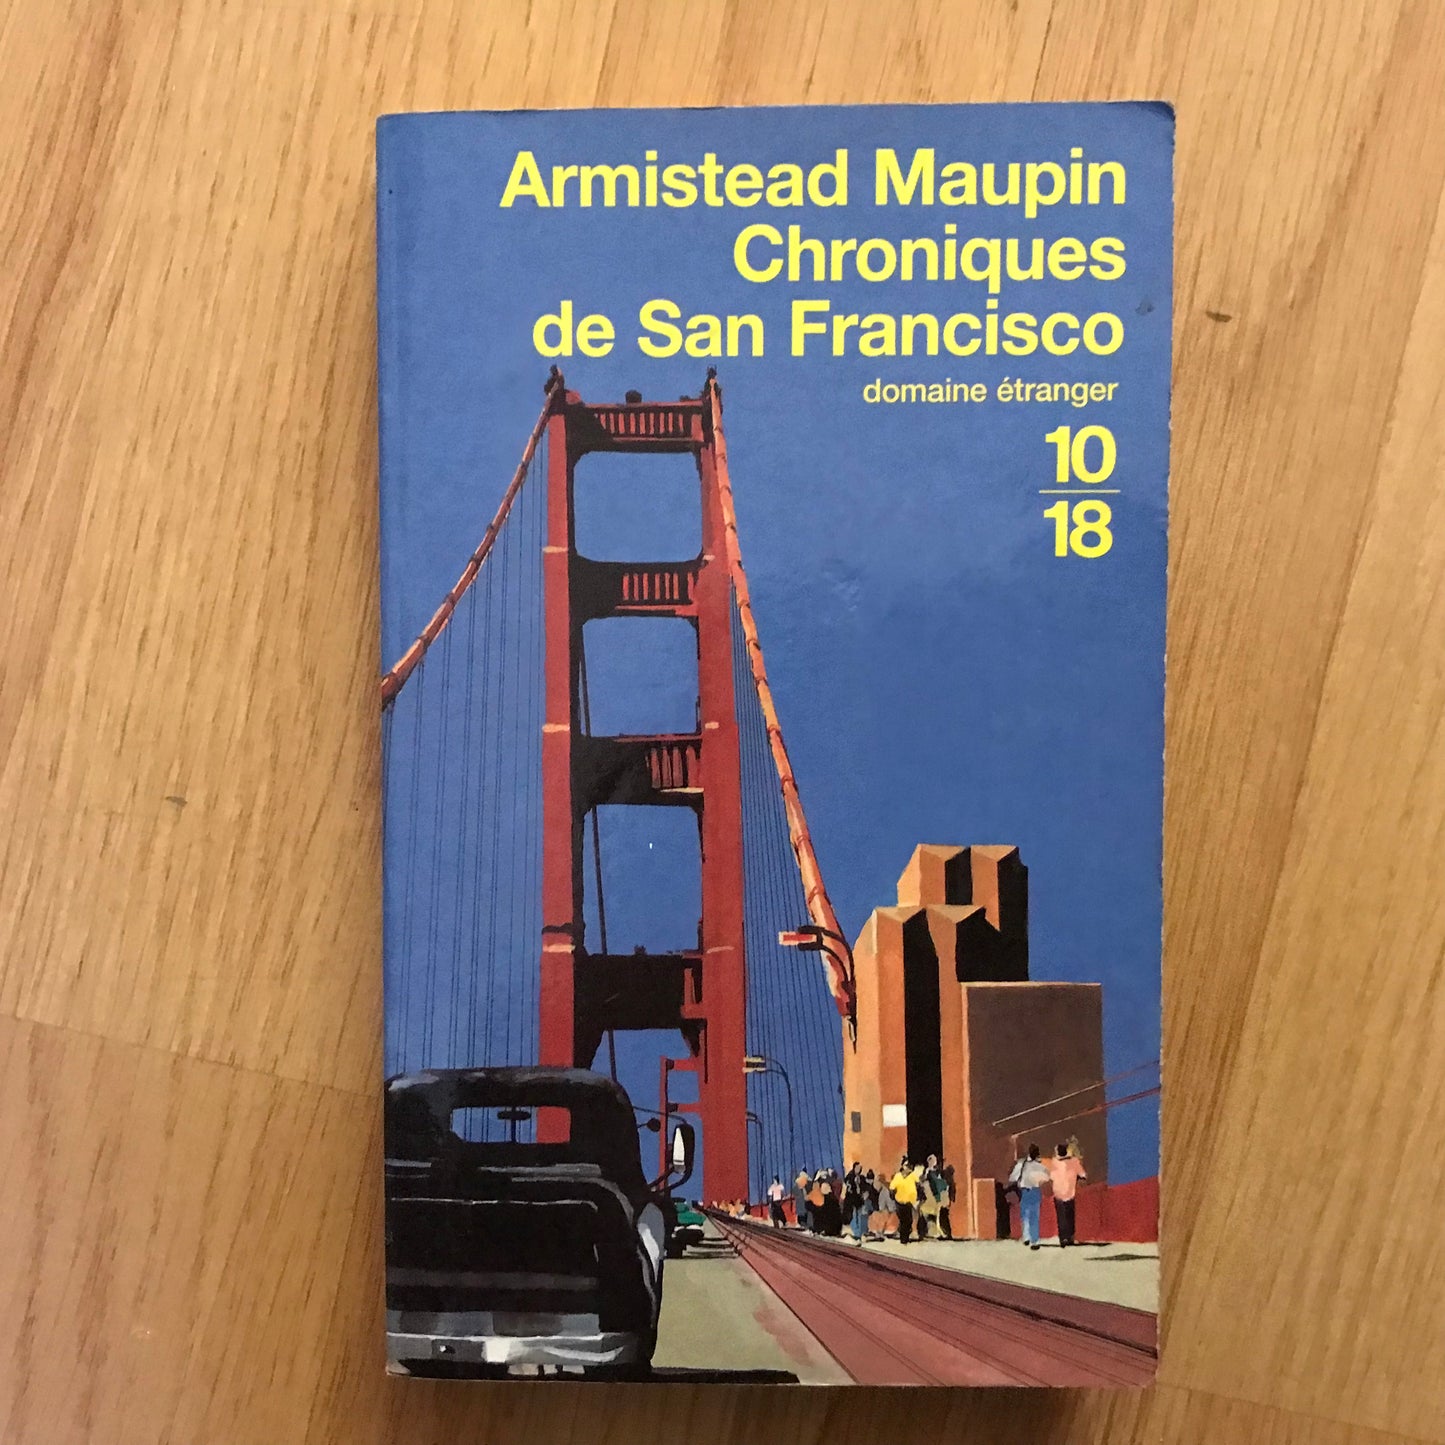 Armistead Maupin
Chroniques
de San Francisco
domaine étranger
10
18